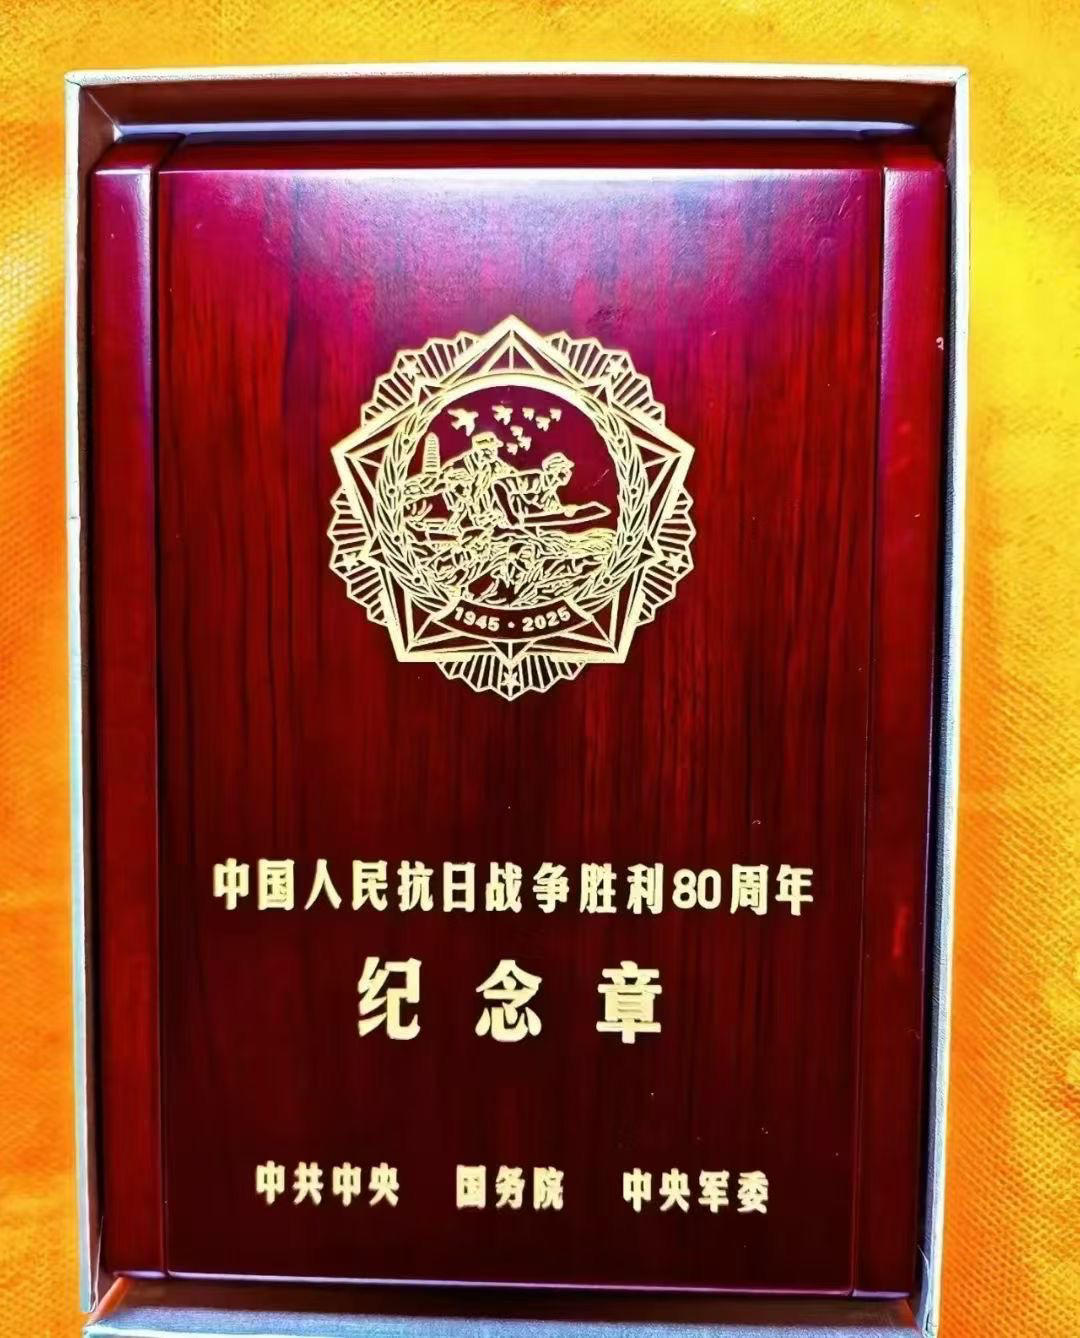 1945·2025
中国人民抗日战争胜利80周年
纪念章
中共中央 国务院 中央军委